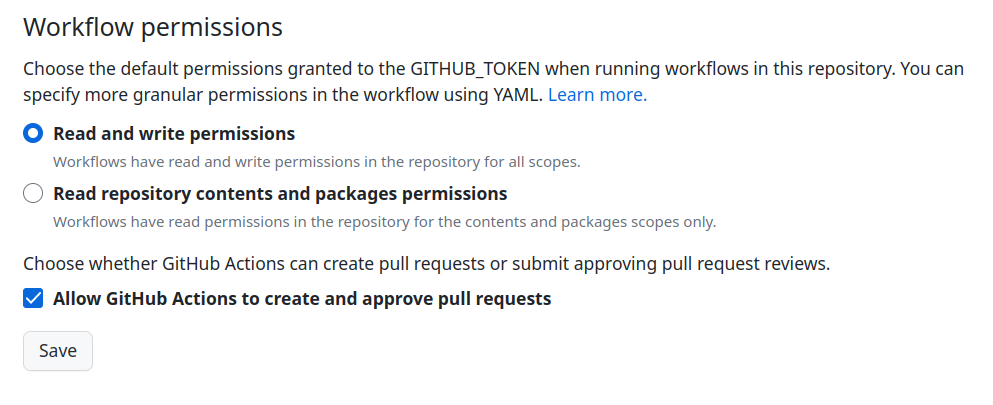 Workflow permissions
Choose the default permissions granted to the GITHUB_TOKEN when running workflows in this repository. You can
specify more granular permissions in the workflow using YAML. Learn more.
Read and write permissions
Workflows have read and write permissions in the repository for all scopes.
Read repository contents and packages permissions
Workflows have read permissions in the repository for the contents and packages scopes only.
Choose whether GitHub Actions can create pull requests or submit approving pull request reviews.
Allow GitHub Actions to create and approve pull requests
Save